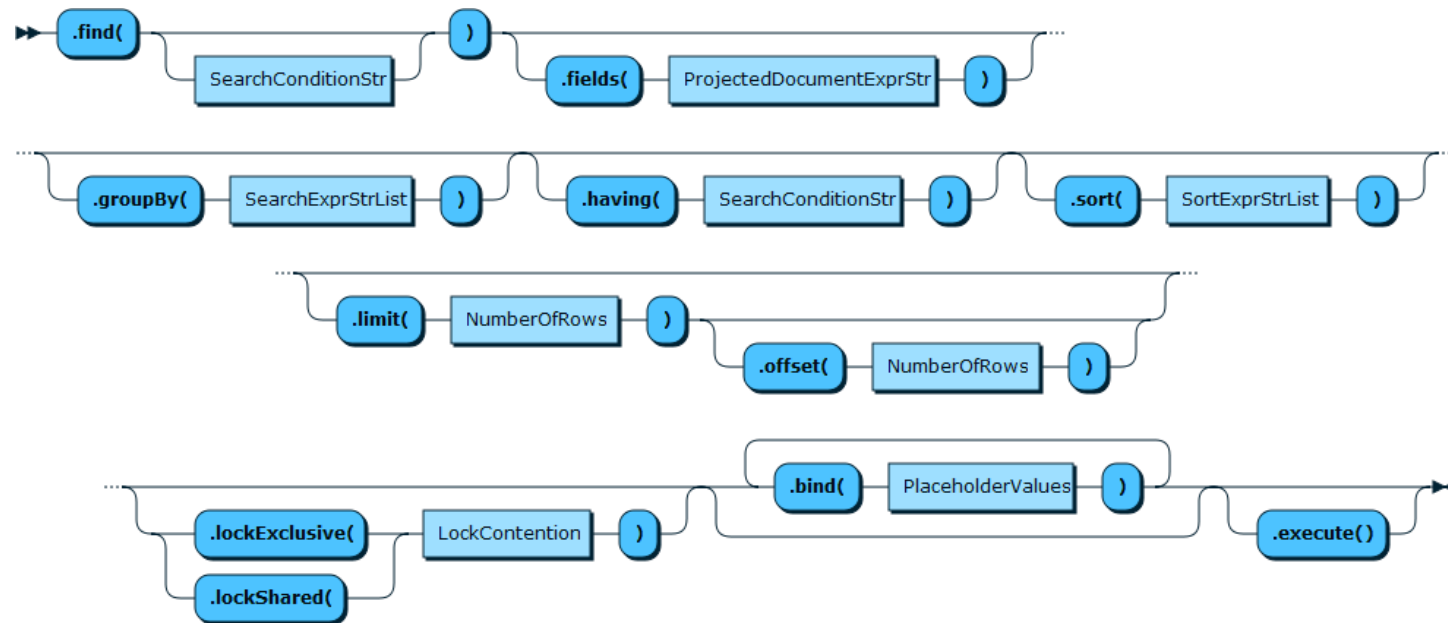 .find( )
SearchConditionStr .fields( ProjectedDocumentExprStr )
.groupBy( SearchExprStrList ) .having( SearchConditionStr ) .sort( SortExprStrList )
.limit( NumberOfRows )
.offset( NumberOfRows )
.bind( PlaceholderValues )
.lockExclusive( LockContention ) .execute()
.lockShared(